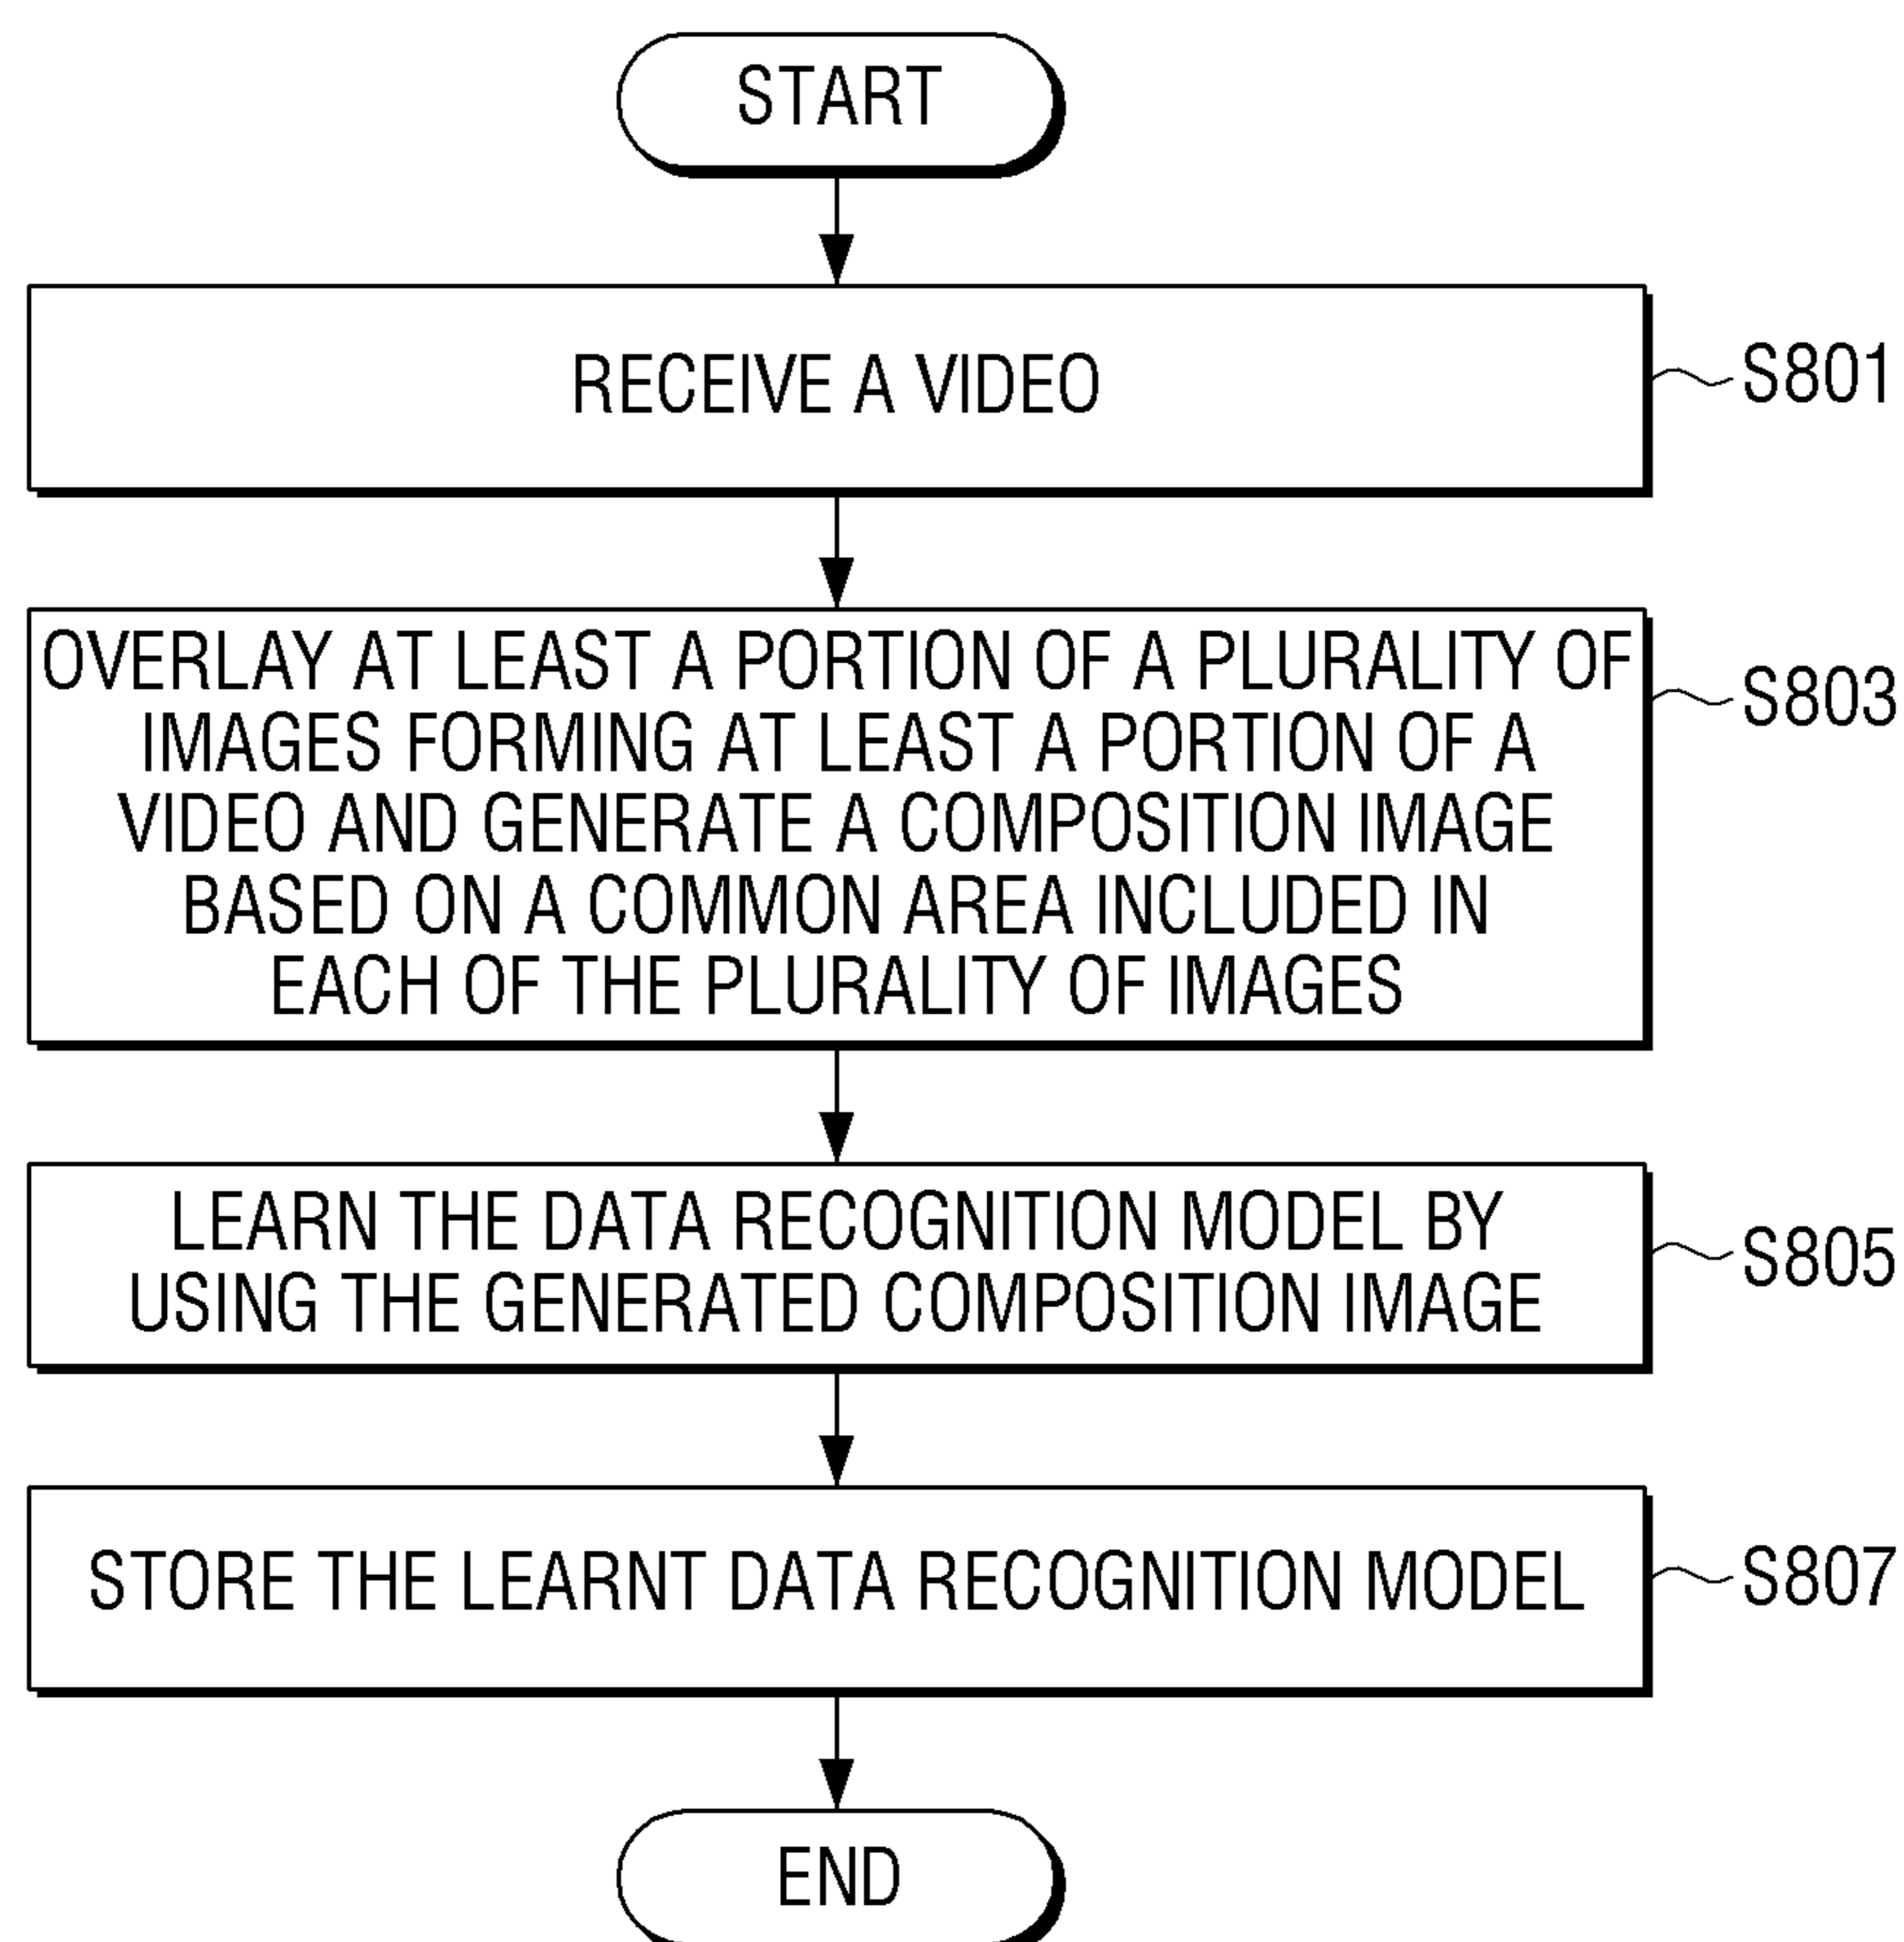 START
RECEIVE A VIDEO
S801
OVERLAY AT LEAST A PORTION OF A PLURALITY OF
IMAGES FORMING AT LEAST A PORTION OF A
VIDEO AND GENERATE A COMPOSITION IMAGE
BASED ON A COMMON AREA INCLUDED IN
EACH OF THE PLURALITY OF IMAGES
S803
LEARN THE DATA RECOGNITION MODEL BY
USING THE GENERATED COMPOSITION IMAGE
S805
STORE THE LEARNT DATA RECOGNITION MODEL
S807
END